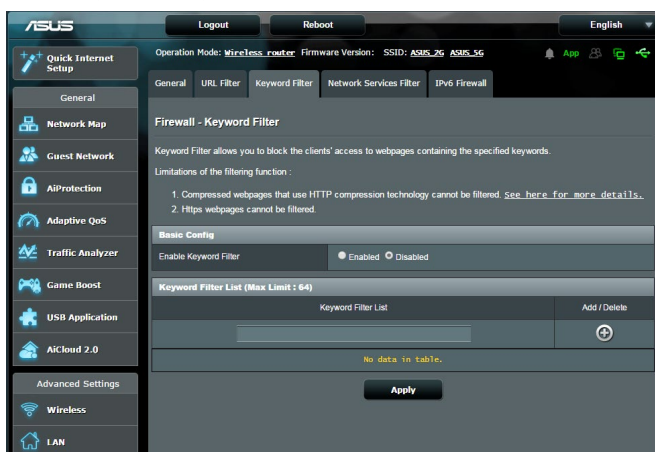 ASUS
Logout
Reboot
English
Quick Internet Setup
Operation Mode: Wireless router Firmware Version: SSID: ASUS_2G ASUS_5G
App
General
URL Filter
Keyword Filter
Network Services Filter
IPv6 Firewall
General
Network Map
Guest Network
AiProtection
Adaptive QoS
Traffic Analyzer
Game Boost
USB Application
AiCloud 2.0
Advanced Settings
Wireless
LAN
Firewall - Keyword Filter
Keyword Filter allows you to block the clients' access to webpages containing the specified keywords.
Limitations of the filtering function :
1. Compressed webpages that use HTTP compression technology cannot be filtered. See here for more details.
2. Https webpages cannot be filtered.
Basic Config
Enable Keyword Filter
Enabled Disabled
Keyword Filter List (Max Limit : 64)
Keyword Filter List
Add / Delete
No data in table.
Apply